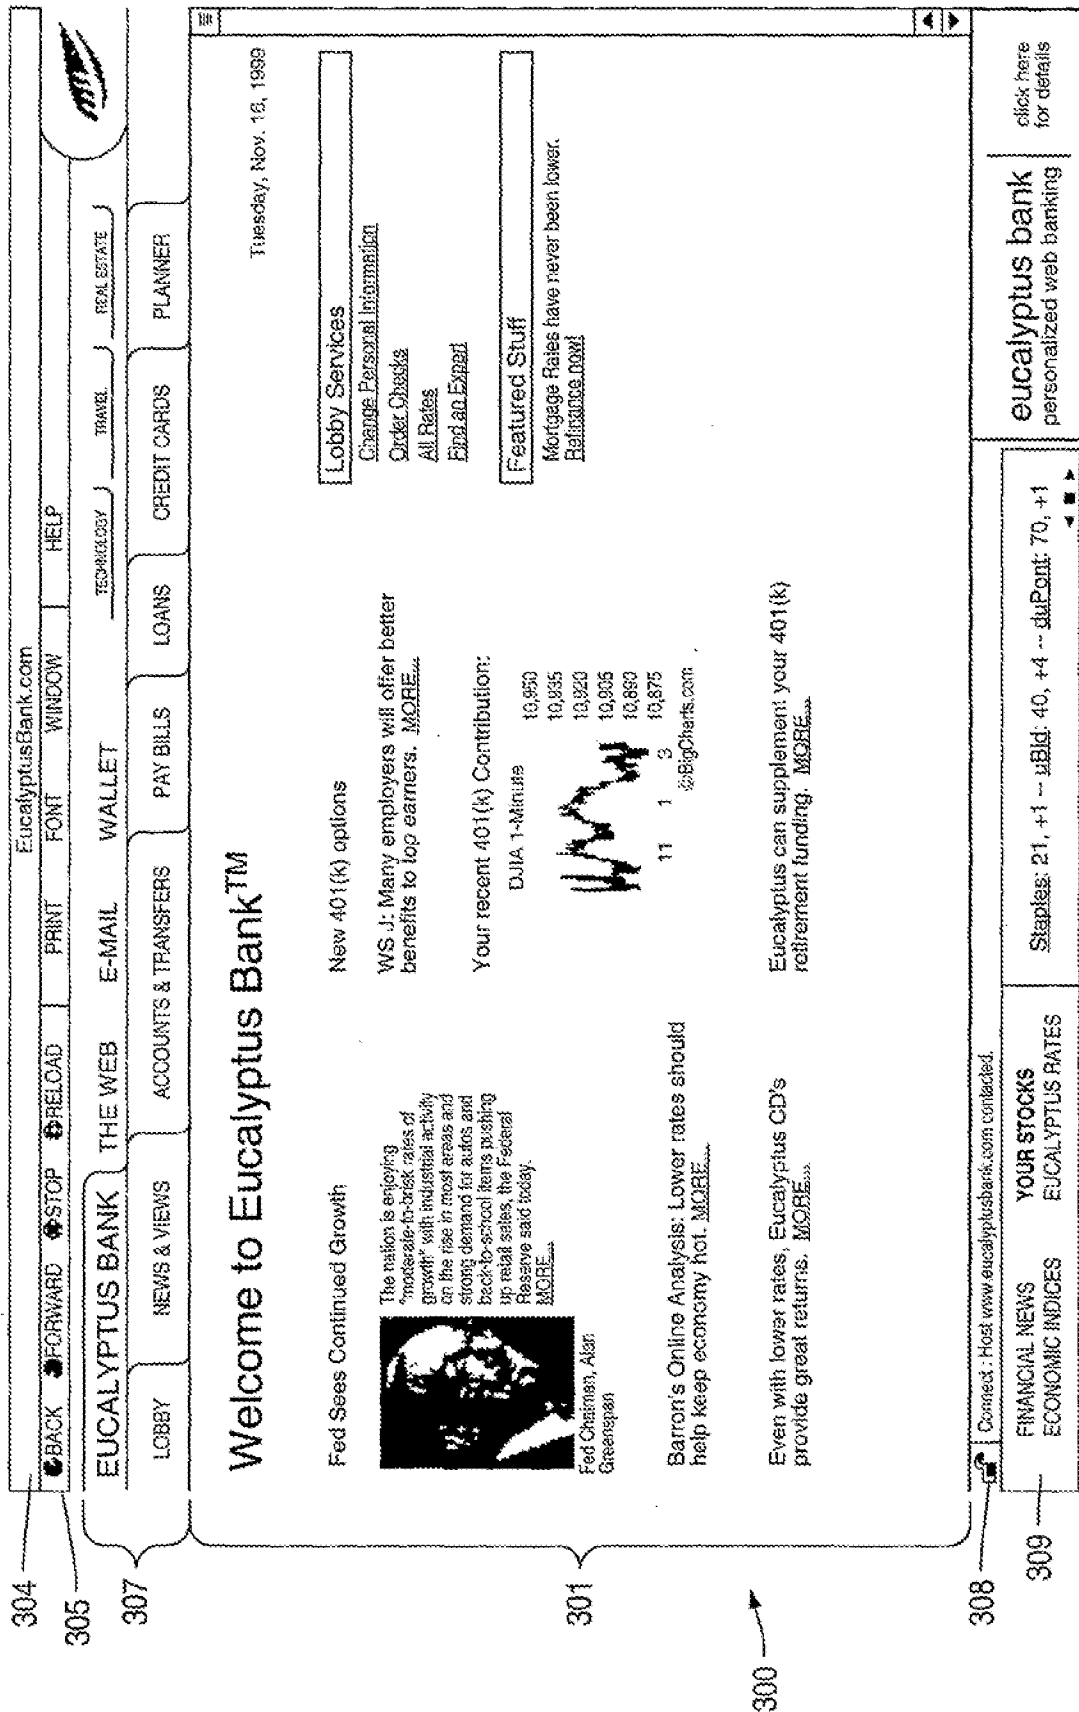 304
EucalyptusBank.com
305
BACK FORWARD STOP RELOAD PRINT FONT WINDOW HELP
307
EUCALYPTUS BANK THE WEB E-MAIL WALLET TECHNOLOGY TRAVEL REAL ESTATE
LOBBY NEWS & VIEWS ACCOUNTS & TRANSFERS PAY BILLS LOANS CREDIT CARDS PLANNER
Welcome to Eucalyptus Bank™
Tuesday, Nov. 16, 1999
301
Fed Sees Continued Growth
The nation is enjoying
"moderate-to-brisk rates of
growth" with industrial activity
on the rise in most areas and
strong demand for autos and
back-to-school items pushing
up retail sales, the Federal
Reserve said today.
MORE...
Fed Chairman, Alan
Greenspan
Barron's Online Analysis: Lower rates should
help keep economy hot. MORE...
Even with lower rates, Eucalyptus CD's
provide great returns. MORE...
New 401(k) options
WS J: Many employers will offer better
benefits to top earners. MORE...
Your recent 401(k) Contribution:
DJIA 1-Minute
10,950
10,935
10,920
10,905
10,890
10,875
11 1 3
©BigCharts.com
Eucalyptus can supplement your 401(k)
retirement funding. MORE...
Lobby Services
Change Personal Information
Order Checks
All Rates
Find an Expert
Featured Stuff
Mortgage Rates have never been lower.
Refinance now!
300
308
Connect : Host www.eucalyptusbank.com contacted.
309
FINANCIAL NEWS YOUR STOCKS
ECONOMIC INDICES EUCALYPTUS RATES
Staples: 21, +1 -- uBid: 40, +4 -- duPont: 70, +1
eucalyptus bank
personalized web banking
click here
for details